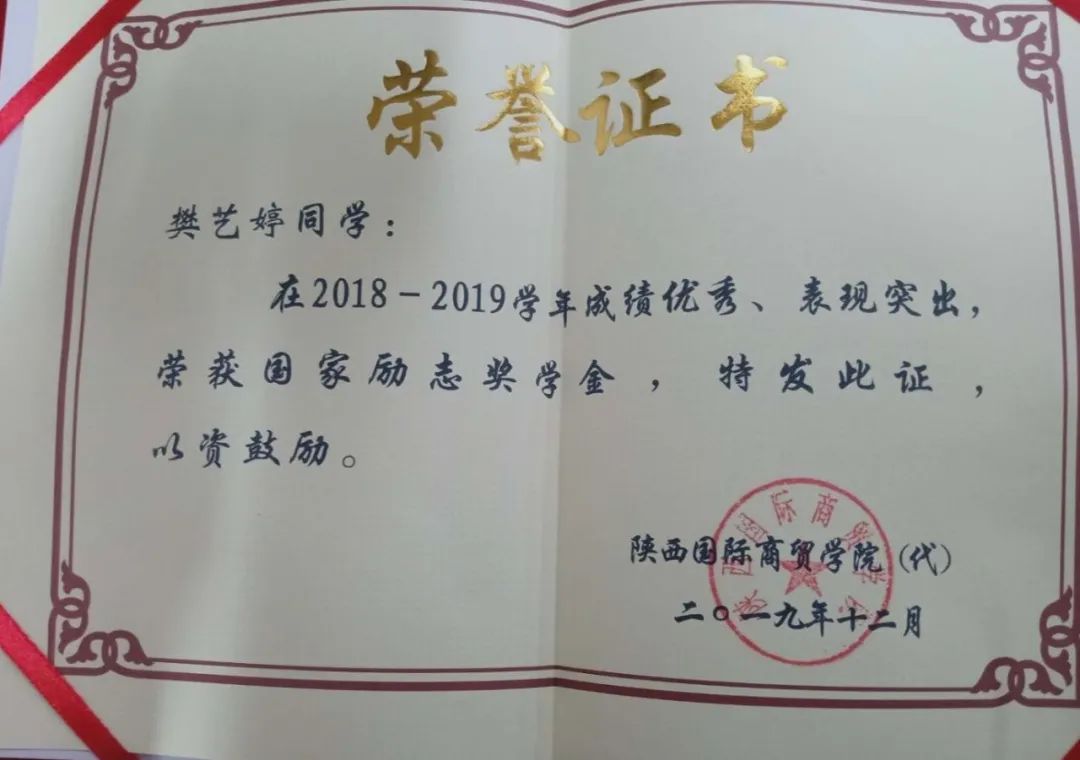 荣誉证书
樊艺婷同学：
在2018－2019学年成绩优秀、表现突出，
荣获国家励志奖学金，特发此证，
以资鼓励。
陕西国际商贸学院(代)
二〇一九年十二月